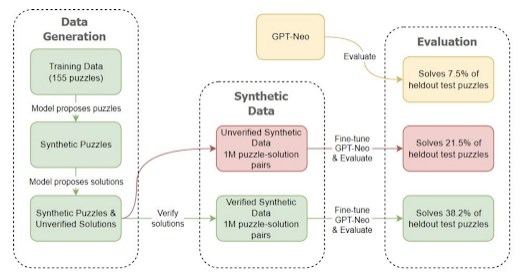 Data
Generation
Training Data
(155 puzzles)
Model proposes puzzles
Synthetic Puzzles
Model proposes solutions
Synthetic Puzzles &
Unverified Solutions
Verify
solutions
Synthetic
Data
Unverified Synthetic
Data
1M puzzle-solution
pairs
Verified Synthetic
Data
1M puzzle-solution
pairs
GPT-Neo
Evaluate
Fine-tune
GPT-Neo
& Evaluate
Fine-tune
GPT-Neo
& Evaluate
Evaluation
Solves 7.5% of
heldout test puzzles
Solves 21.5% of
heldout test puzzles
Solves 38.2% of
heldout test puzzles